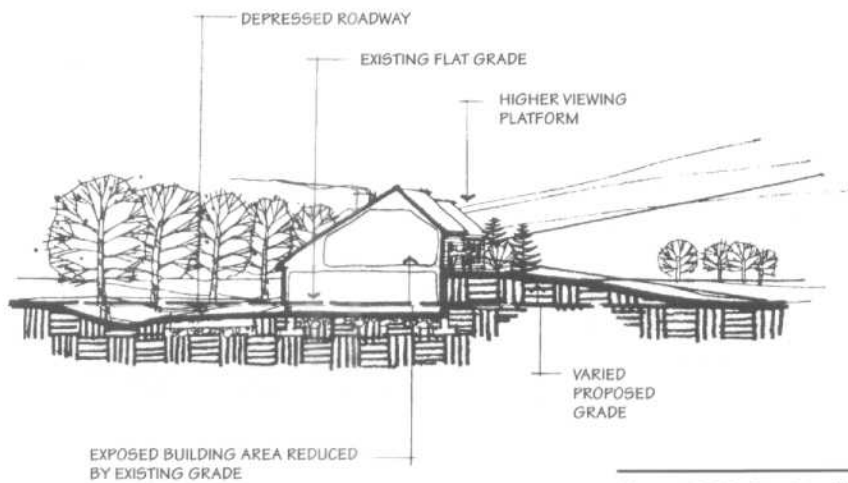 DEPRESSED ROADWAY
EXISTING FLAT GRADE
HIGHER VIEWING
PLATFORM
VARIED
PROPOSED
GRADE
EXPOSED BUILDING AREA REDUCED
BY EXISTING GRADE